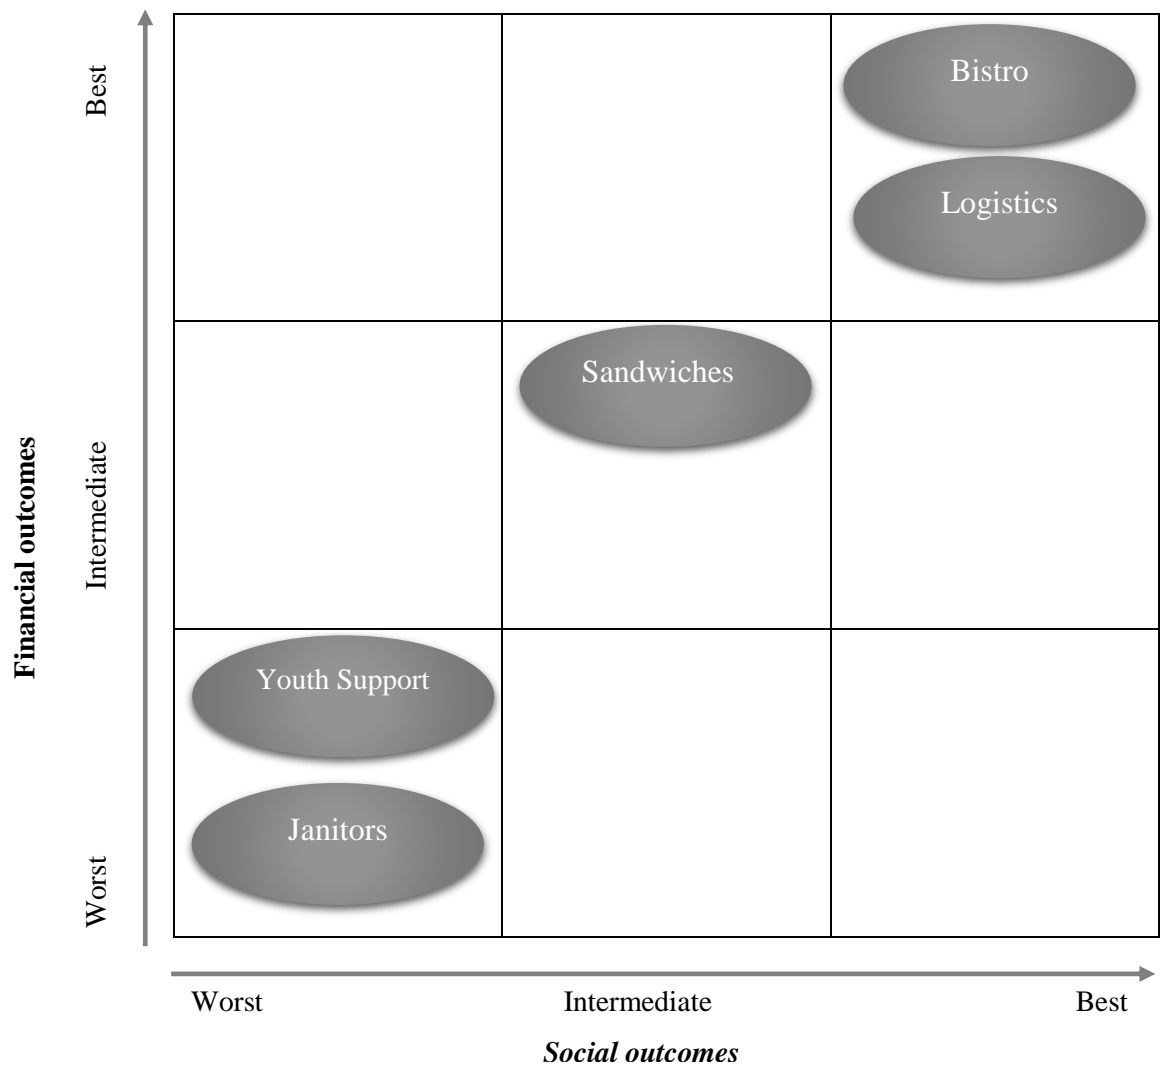 Best
Bistro
Logistics
Sandwiches
Financial outcomes
Intermediate
Youth Support
Janitors
Worst
Worst
Intermediate
Best
Social outcomes